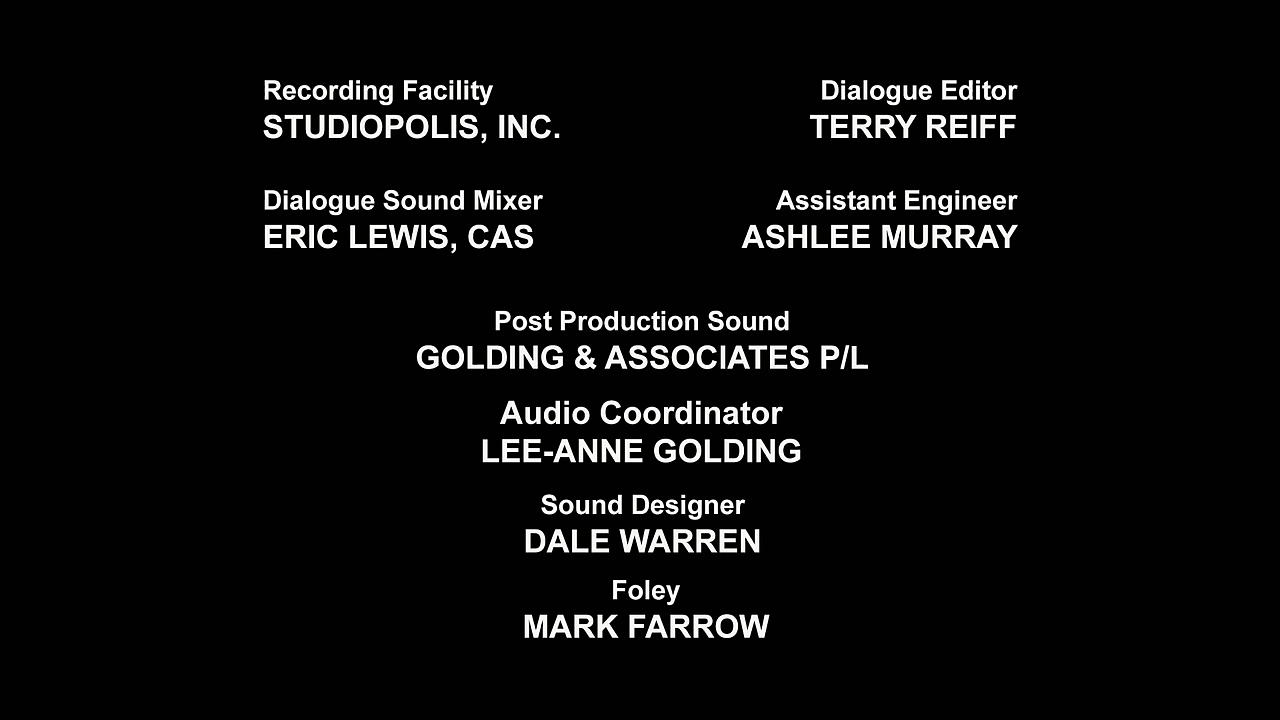 Recording Facility
STUDIOPOLIS, INC.
Dialogue Editor
TERRY REIFF
Dialogue Sound Mixer
ERIC LEWIS, CAS
Assistant Engineer
ASHLEE MURRAY
Post Production Sound
GOLDING & ASSOCIATES P/L
Audio Coordinator
LEE-ANNE GOLDING
Sound Designer
DALE WARREN
Foley
MARK FARROW